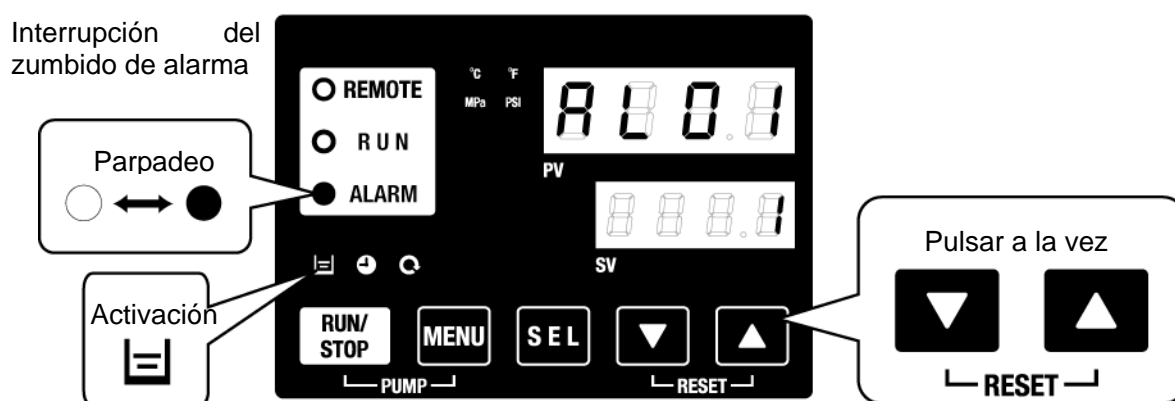 Interrupción del
zumbido de alarma
REMOTE
RUN
ALARM
°C °F
MPa PSI
AL01
PV
1
SV
Parpadeo
Activación
RUN/
STOP
MENU
SEL
PUMP
RESET
Pulsar a la vez
RESET